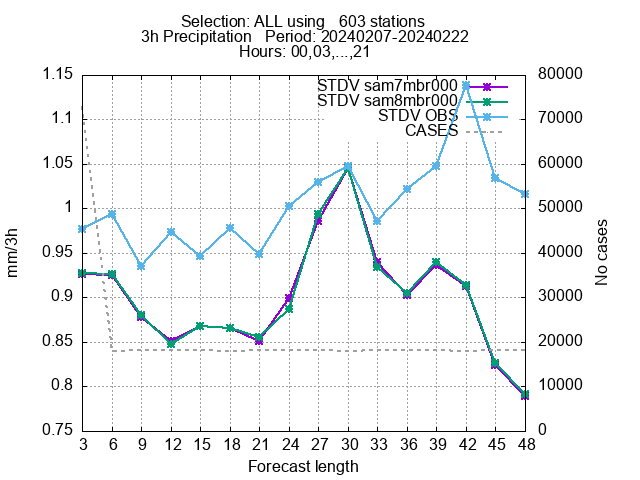 Selection: ALL using   603 stations
3h Precipitation   Period: 20240207-20240222
Hours: 00,03,...,21
STDV sam7mbr000
STDV sam8mbr000
STDV OBS
CASES
1.15
1.1
1.05
1
0.95
0.9
0.85
0.8
0.75
mm/3h
80000
70000
60000
50000
40000
30000
20000
10000
0
No cases
3 6 9 12 15 18 21 24 27 30 33 36 39 42 45 48
Forecast length